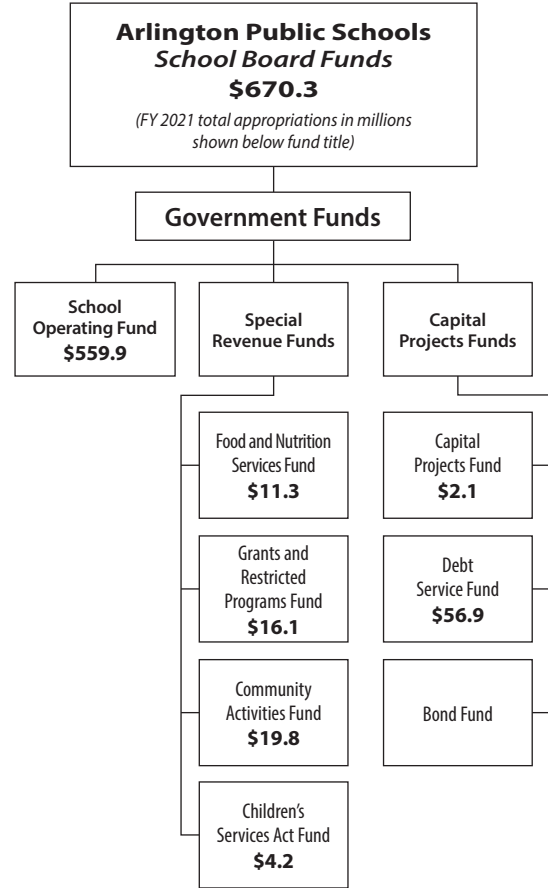 Arlington Public Schools
School Board Funds
$670.3
(FY 2021 total appropriations in millions
shown below fund title)
Government Funds
School
Operating Fund
$559.9
Special
Revenue Funds
Capital
Projects Funds
Food and Nutrition
Services Fund
$11.3
Grants and
Restricted
Programs Fund
$16.1
Community
Activities Fund
$19.8
Children's
Services Act Fund
$4.2
Capital
Projects Fund
$2.1
Debt
Service Fund
$56.9
Bond Fund